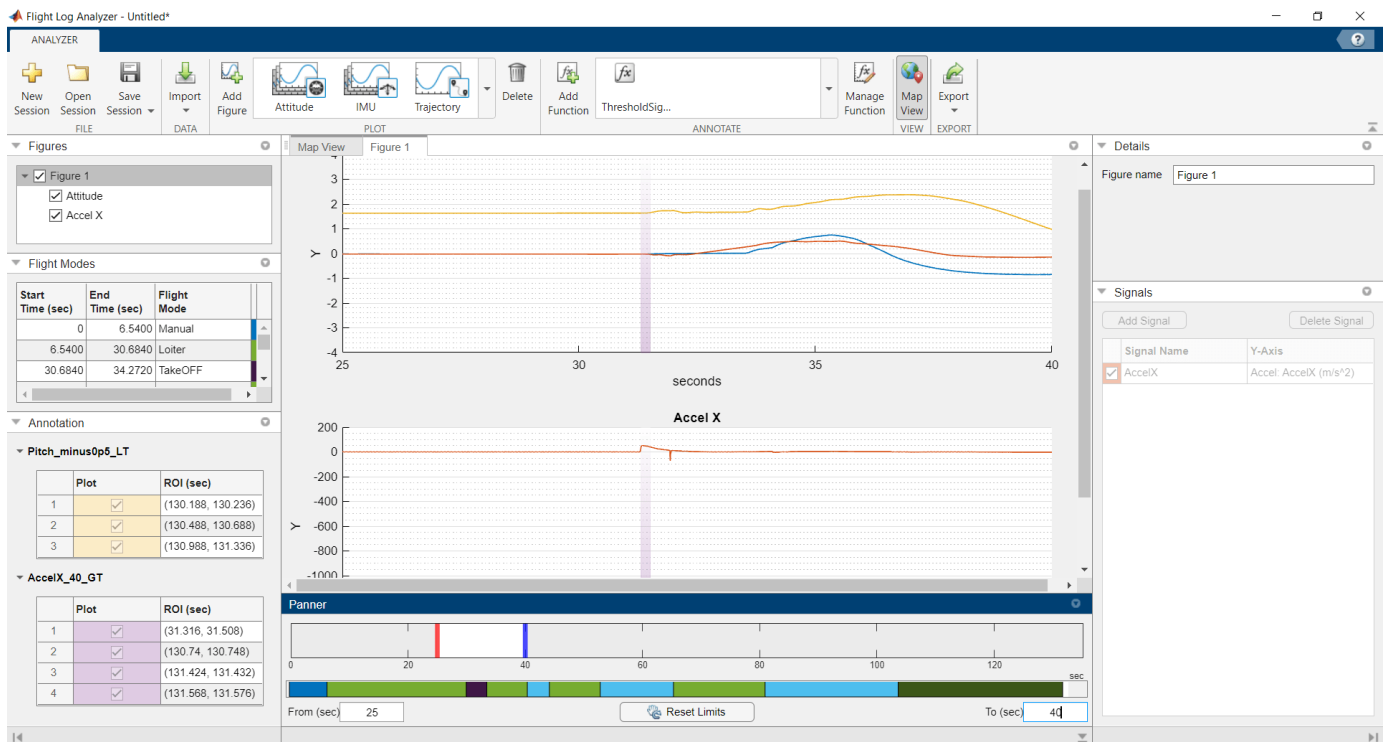 Flight Log Analyzer - Untitled*
ANALYZER
?
New Session
Open Session
Save Session
Import
Add Figure
Attitude
IMU
Trajectory
Delete
Add Function
fx
ThresholdSig...
Manage Function
Map View
Export
FILE
DATA
PLOT
ANNOTATE
VIEW
EXPORT
Figures
Figure 1
Attitude
Accel X
Flight Modes
Start Time (sec) End Time (sec) Flight Mode
0 6.5400 Manual
6.5400 30.6840 Loiter
30.6840 34.2720 TakeOFF
Annotation
Pitch_minus0p5_LT
Plot ROI (sec)
1 (130.188, 130.236)
2 (130.488, 130.688)
3 (130.988, 131.336)
AccelX_40_GT
Plot ROI (sec)
1 (31.316, 31.508)
2 (130.74, 130.748)
3 (131.424, 131.432)
4 (131.568, 131.576)
Map View Figure 1
4
3
2
1
0
-1
-2
-3
-4
Y
25 30 35 40
seconds
Accel X
200
0
-200
-400
-600
-800
-1000
Y
Panner
0 20 40 60 80 100 120
sec
From (sec) 25
Reset Limits
To (sec) 40
Details
Figure name Figure 1
Signals
Add Signal Delete Signal
Signal Name Y-Axis
AccelX Accel: AccelX (m/s^2)